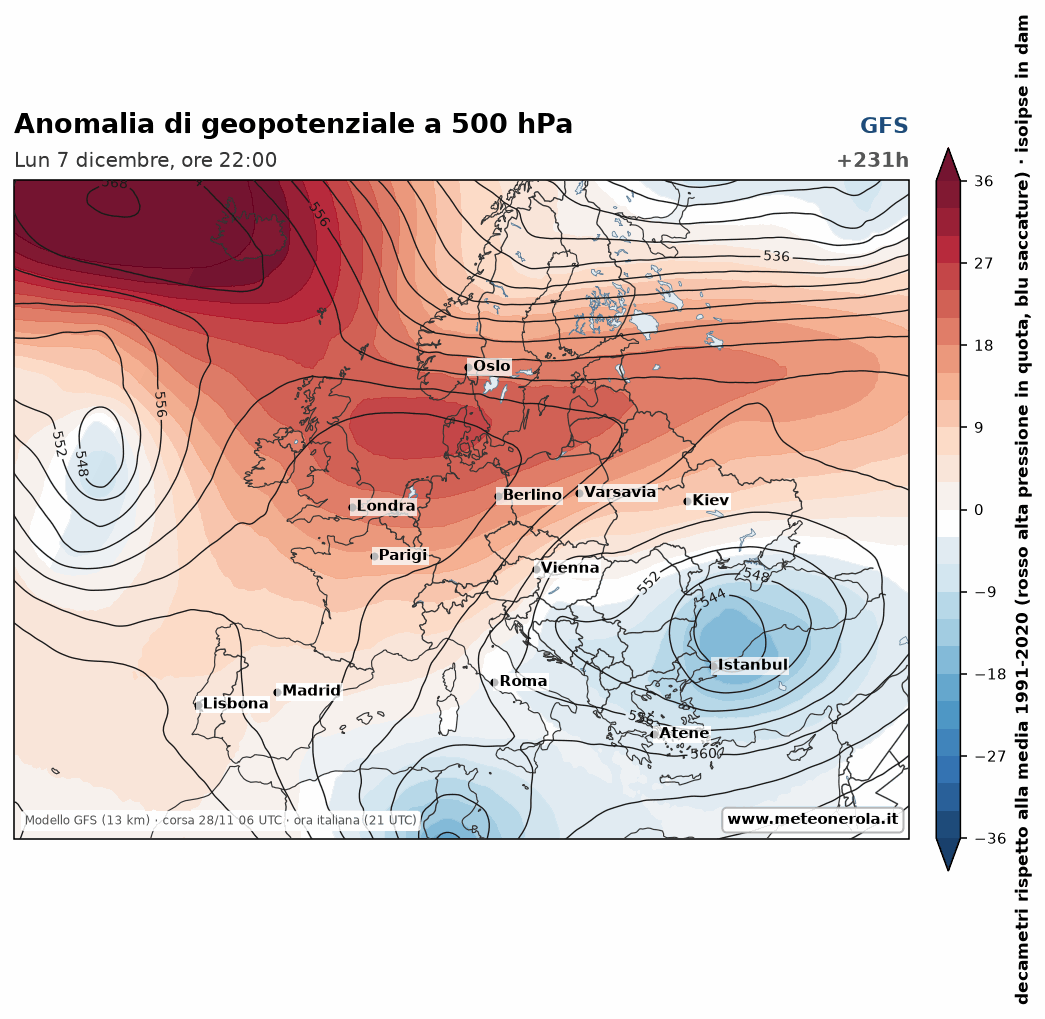 Anomalia di geopotenziale a 500 hPa
GFS
Lun 7 dicembre, ore 22:00
+231h
568
556
536
Oslo
556
552
548
Londra
Berlino
Varsavia
Kiev
Parigi
Vienna
552
548
544
Istanbul
Roma
Madrid
Lisbona
Atene
560
Modello GFS (13 km) · corsa 28/11 06 UTC · ora italiana (21 UTC)
www.meteonerola.it
36
27
18
9
0
−9
−18
−27
−36
decametri rispetto alla media 1991-2020 (rosso alta pressione in quota, blu saccature) · isoipse in dam